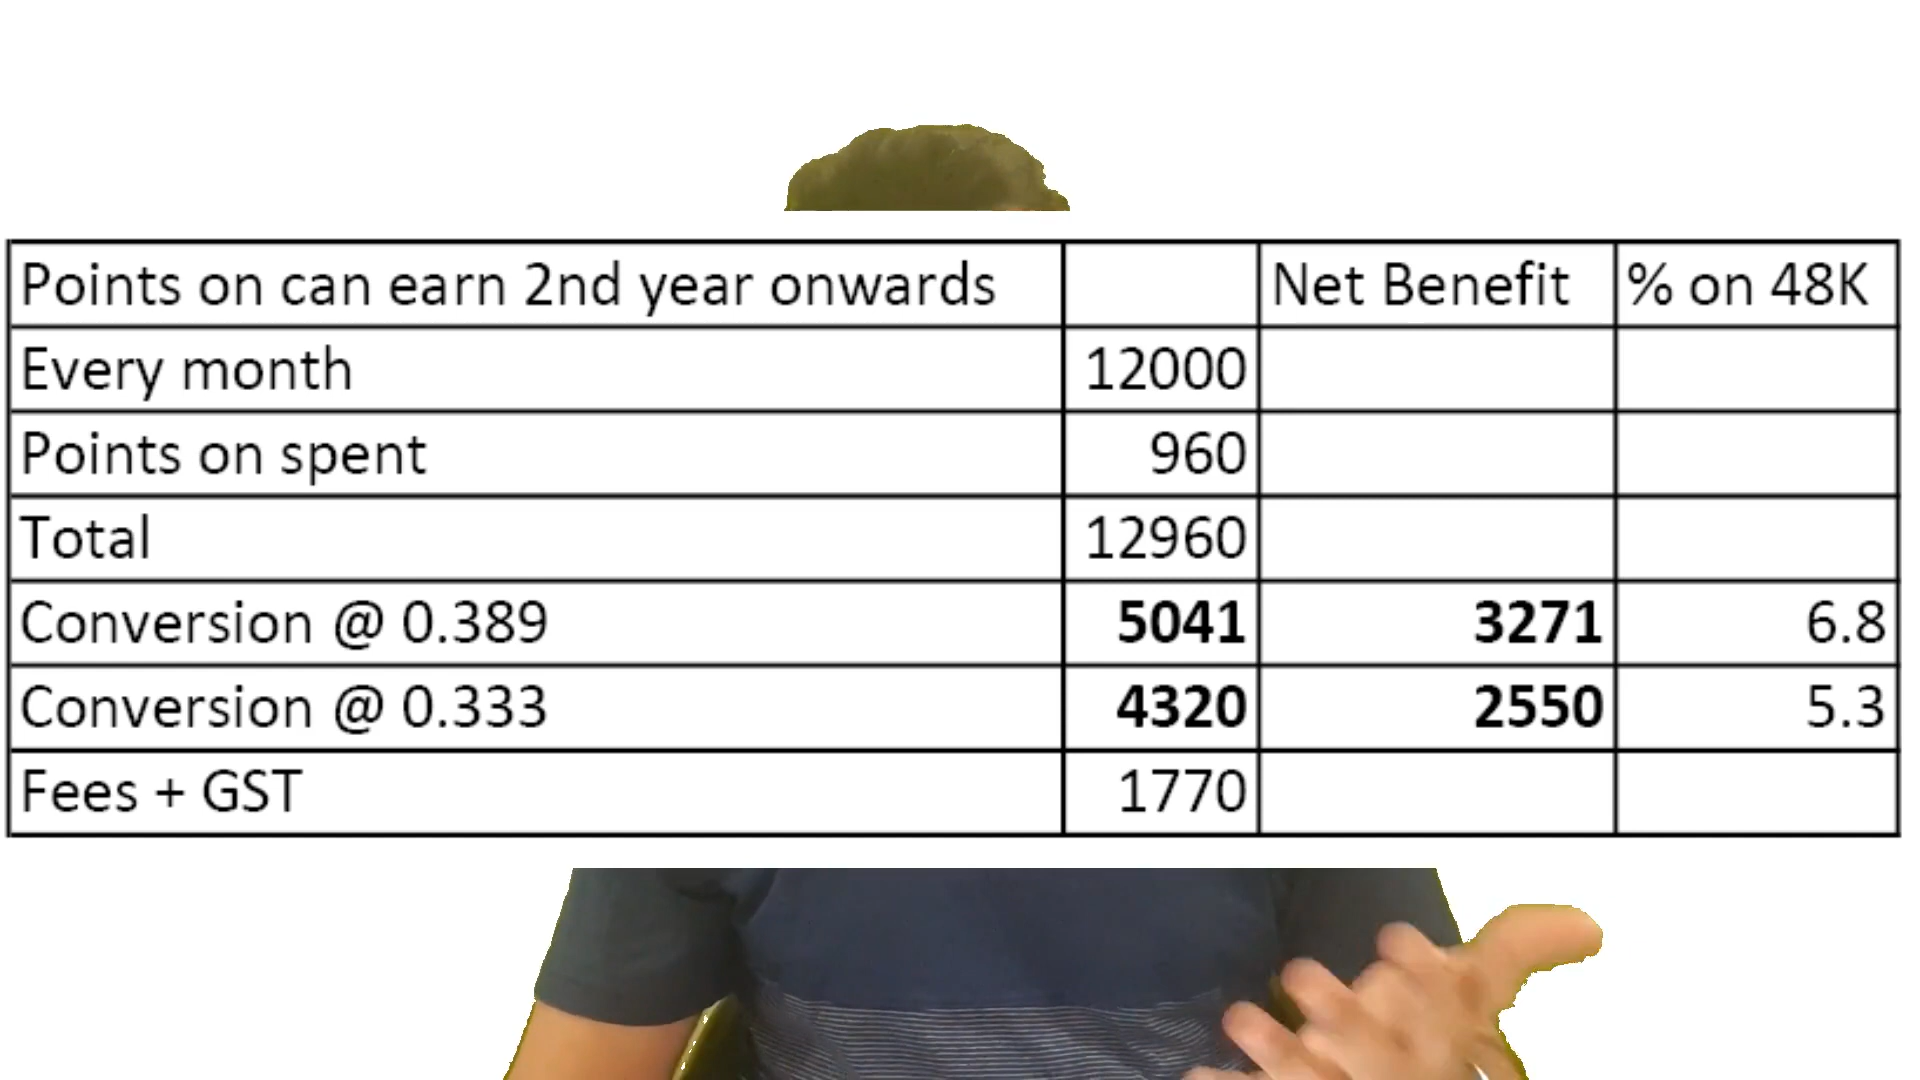 Points on can earn 2nd year onwards Net Benefit % on 48K
Every month 12000
Points on spent 960
Total 12960
Conversion @ 0.389 5041 3271 6.8
Conversion @ 0.333 4320 2550 5.3
Fees + GST 1770